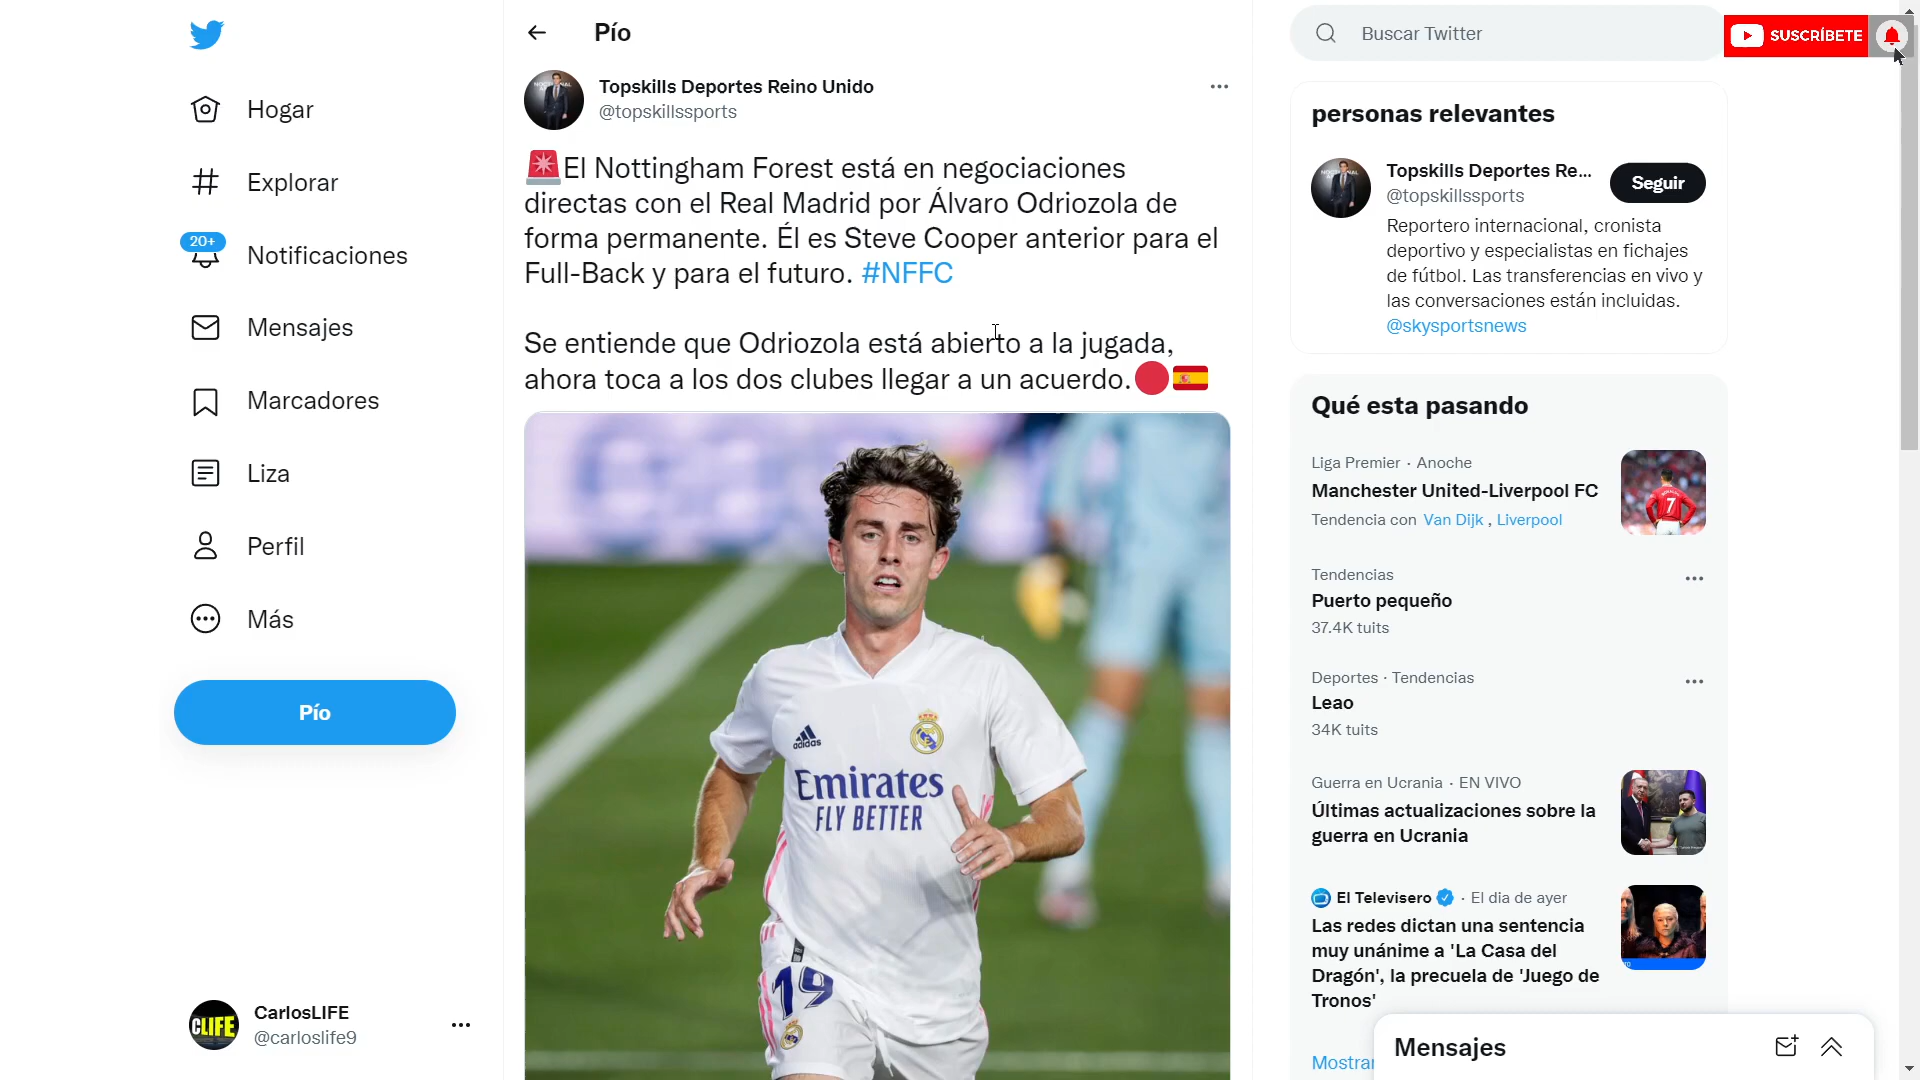 Hogar
Explorar
20+
Notificaciones
Mensajes
Marcadores
Liza
Perfil
Más
Pío
CLIFE
CarlosLIFE
@carloslife9
Pío
Topskills Deportes Reino Unido
@topskillssports
El Nottingham Forest está en negociaciones
directas con el Real Madrid por Álvaro Odriozola de
forma permanente. Él es Steve Cooper anterior para el
Full-Back y para el futuro. #NFFC
Se entiende que Odriozola está abierto a la jugada,
ahora toca a los dos clubes llegar a un acuerdo.
adidas
Emirates
FLY BETTER
19
Buscar Twitter
SUSCRÍBETE
personas relevantes
Topskills Deportes Re...
@topskillssports
Seguir
Reportero internacional, cronista
deportivo y especialistas en fichajes
de fútbol. Las transferencias en vivo y
las conversaciones están incluidas.
@skysportsnews
Qué esta pasando
Liga Premier · Anoche
Manchester United-Liverpool FC
Tendencia con Van Dijk , Liverpool
7
Tendencias
Puerto pequeño
37.4K tuits
Deportes · Tendencias
Leao
34K tuits
Guerra en Ucrania · EN VIVO
Últimas actualizaciones sobre la
guerra en Ucrania
El Televisero · El dia de ayer
Las redes dictan una sentencia
muy unánime a 'La Casa del
Dragón', la precuela de 'Juego de
Tronos'
Mostrar
Mensajes